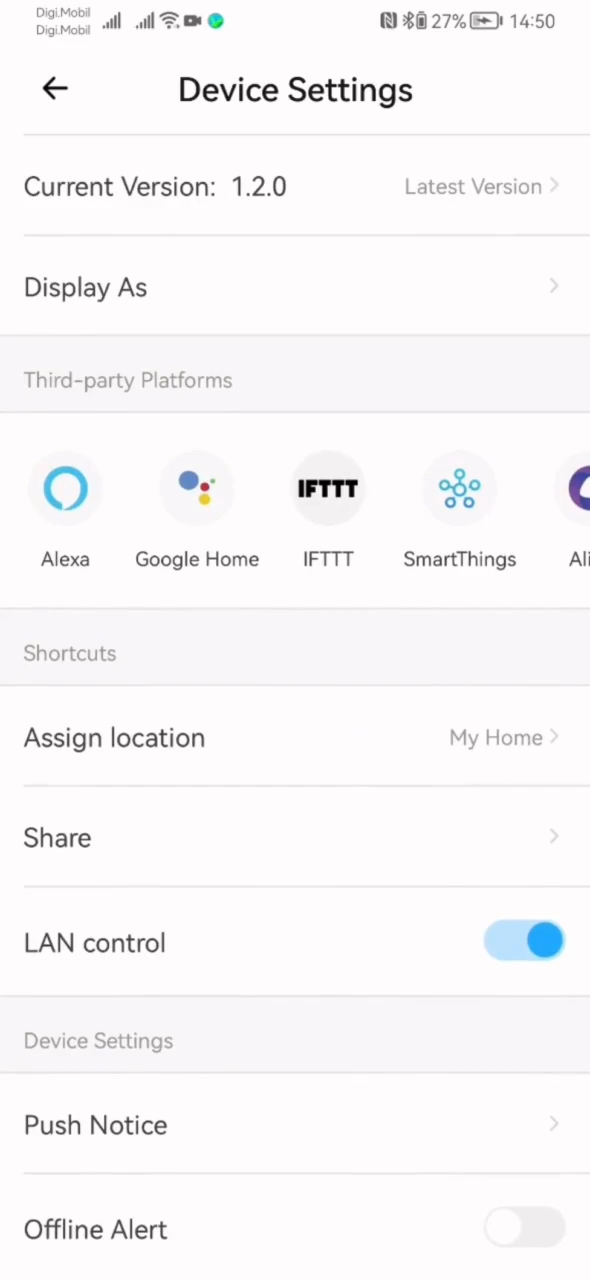 Digi.Mobil
Digi.Mobil
27% 14:50
Device Settings
Current Version: 1.2.0 Latest Version
Display As
Third-party Platforms
IFTTT
Alexa Google Home IFTTT SmartThings Ali
Shortcuts
Assign location My Home
Share
LAN control
Device Settings
Push Notice
Offline Alert